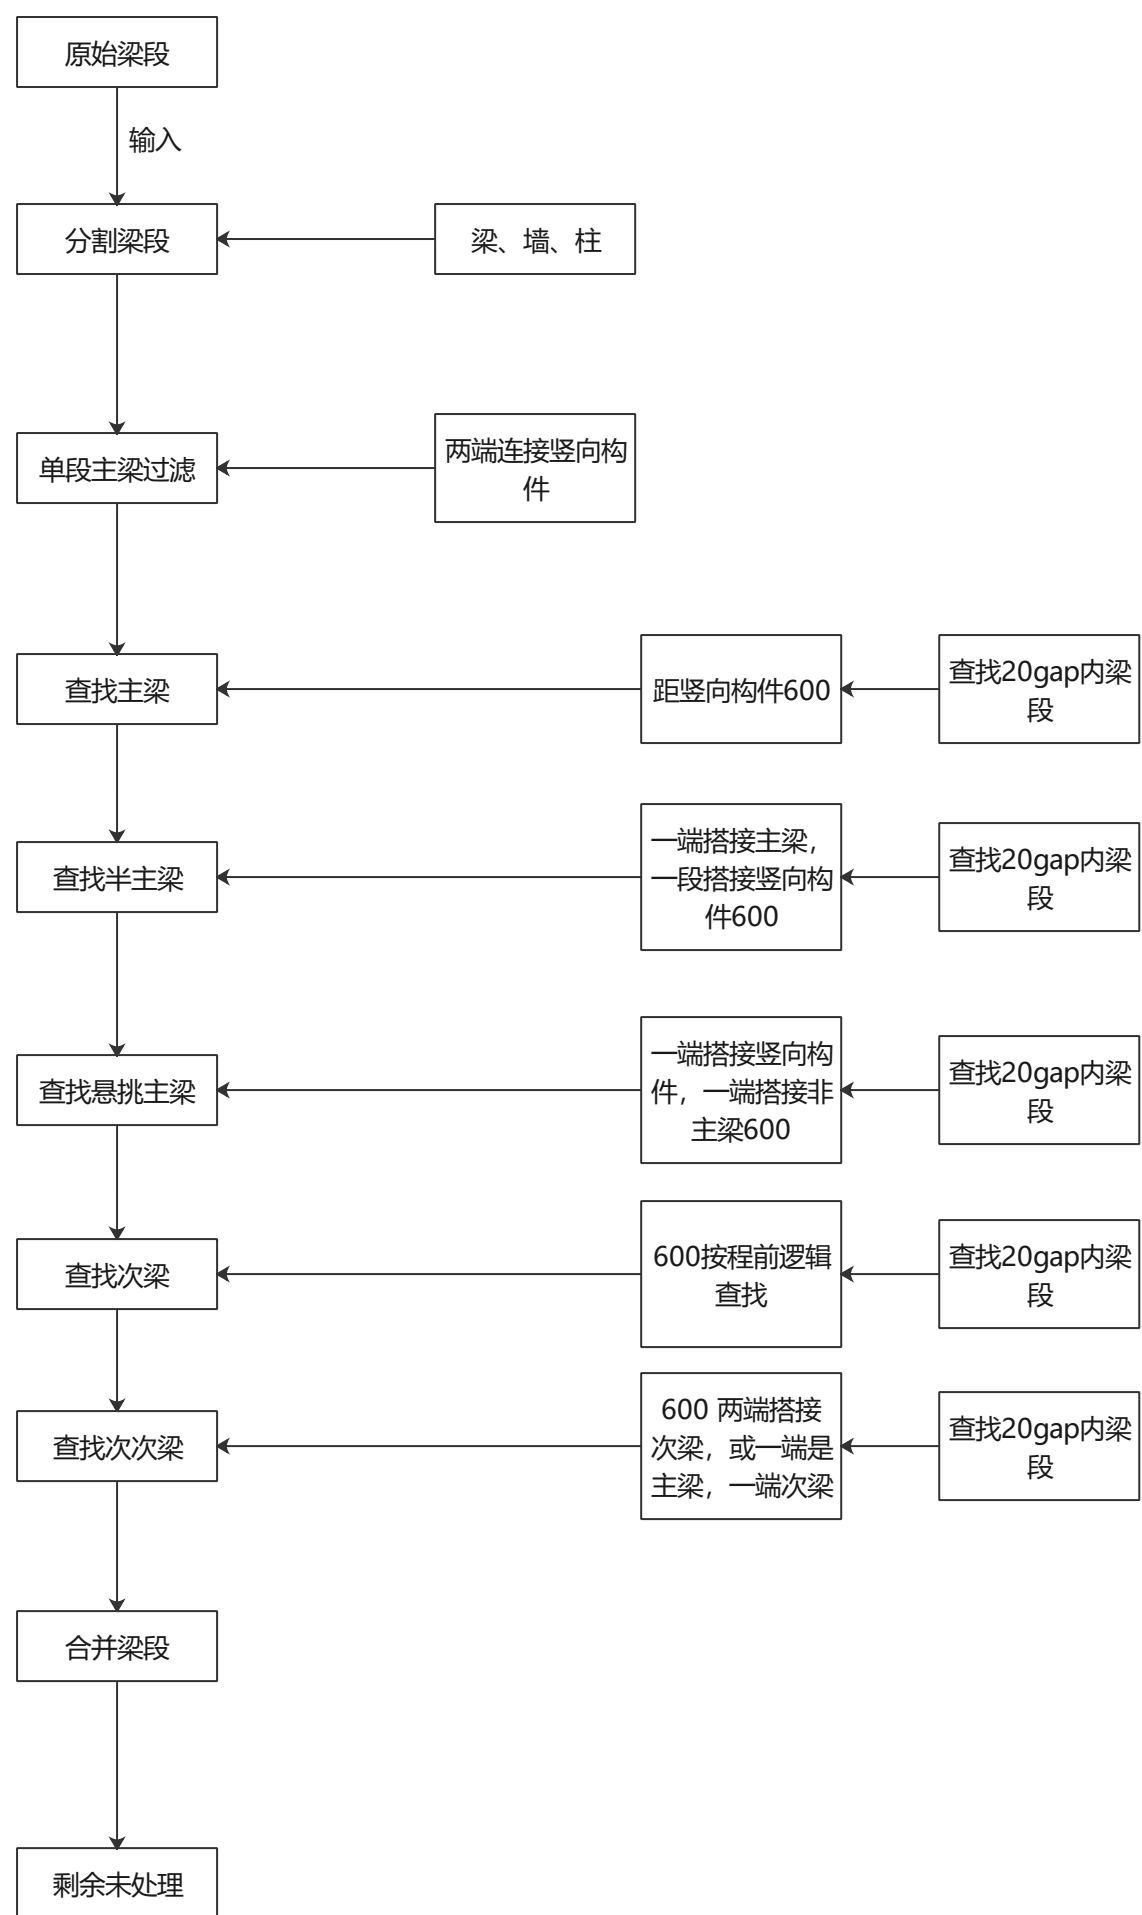 原始梁段
输入
分割梁段
梁、墙、柱
单段主梁过滤
两端连接竖向构
件
查找主梁
距竖向构件600
查找20gap内梁
段
查找半主梁
一端搭接主梁，
一段搭接竖向构
件600
查找20gap内梁
段
查找悬挑主梁
一端搭接竖向构
件，一端搭接非
主梁600
查找20gap内梁
段
查找次梁
600按程前逻辑
查找
查找20gap内梁
段
查找次次梁
600 两端搭接
次梁，或一端是
主梁，一端次梁
查找20gap内梁
段
合并梁段
剩余未处理